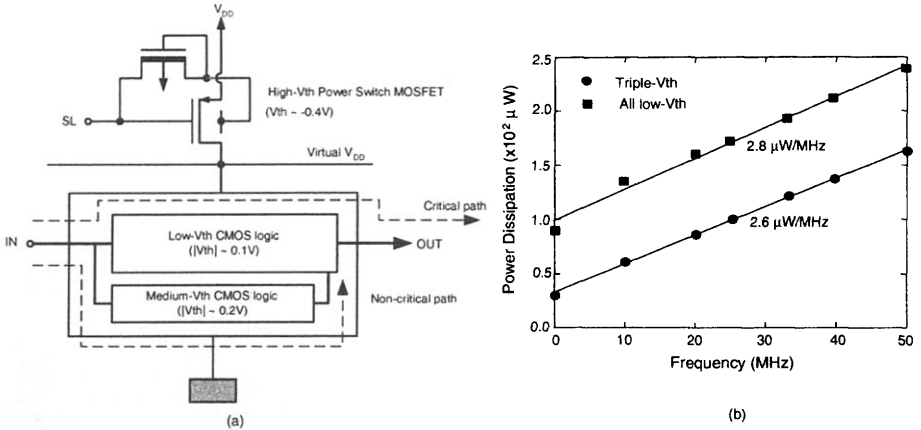 (a)
V_DD
High-Vth Power Switch MOSFET
(Vth ~ -0.4V)
SL
Virtual V_DD
Critical path
IN
Low-Vth CMOS logic
(|Vth| ~ 0.1V)
OUT
Medium-Vth CMOS logic
(|Vth| ~ 0.2V)
Non-critical path
(a)
2.5
2.0
1.5
1.0
0.5
0.0
Power Dissipation (x10² μ W)
Triple-Vth
All low-Vth
2.8 μW/MHz
2.6 μW/MHz
0 10 20 30 40 50
Frequency (MHz)
(b)